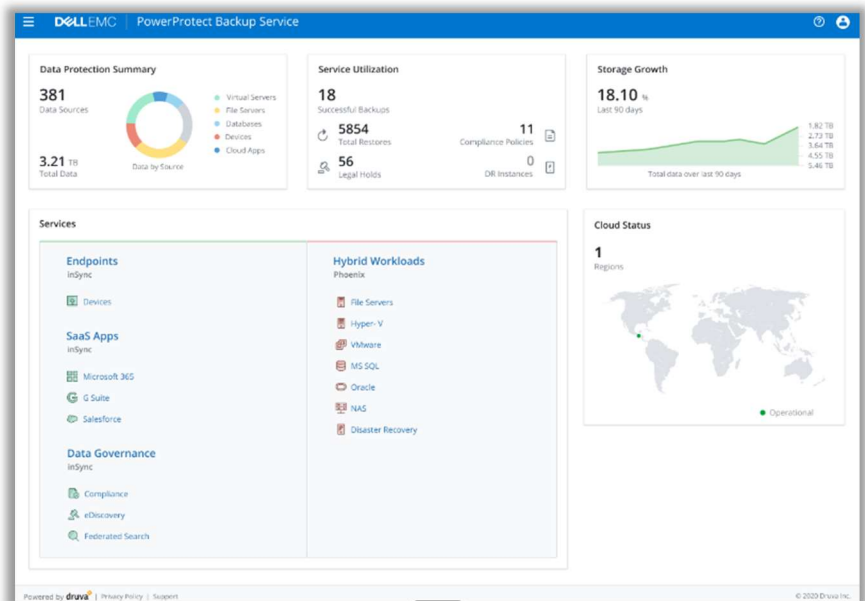 DELLEMC PowerProtect Backup Service
Data Protection Summary
381
Data Sources
3.21 TB
Total Data
Data by Source
Virtual Servers
File Servers
Databases
Devices
Cloud Apps
Service Utilization
18
Successful Backups
5854
Total Restores
11
Compliance Policies
56
Legal Holds
0
DR Instances
Storage Growth
18.10 %
Last 90 days
1.82 TB
2.73 TB
3.64 TB
4.55 TB
5.46 TB
Total data over last 90 days
Services
Endpoints
inSync
Devices
SaaS Apps
inSync
Microsoft 365
G Suite
Salesforce
Data Governance
inSync
Compliance
eDiscovery
Federated Search
Hybrid Workloads
Phoenix
File Servers
Hyper- V
VMware
MS SQL
Oracle
NAS
Disaster Recovery
Cloud Status
1
Regions
Operational
Powered by druva | Privacy Policy | Support
© 2020 Druva Inc.